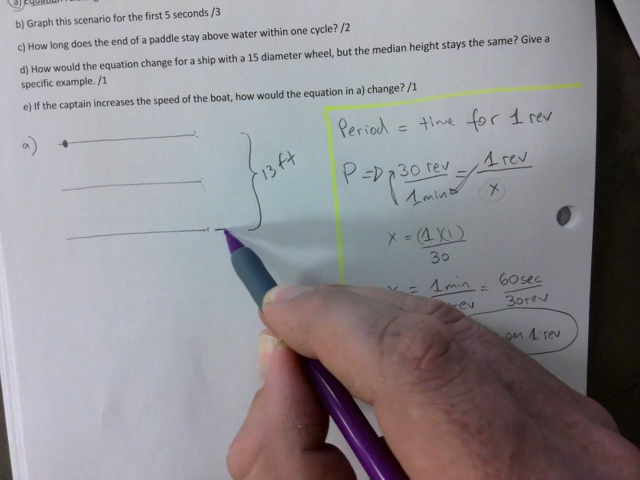 b) Graph this scenario for the first 5 seconds /3
c) How long does the end of a paddle stay above water within one cycle? /2
d) How would the equation change for a ship with a 15 diameter wheel, but the median height stays the same? Give a
specific example. /1
e) If the captain increases the speed of the boat, how would the equation in a) change? /1
a)
13 ft
Period = time for 1 rev
P = 30 rev = 1 rev
1 min x
x = (1)(1)
30
= 1 min = 60 sec
rev 30 rev
1 rev